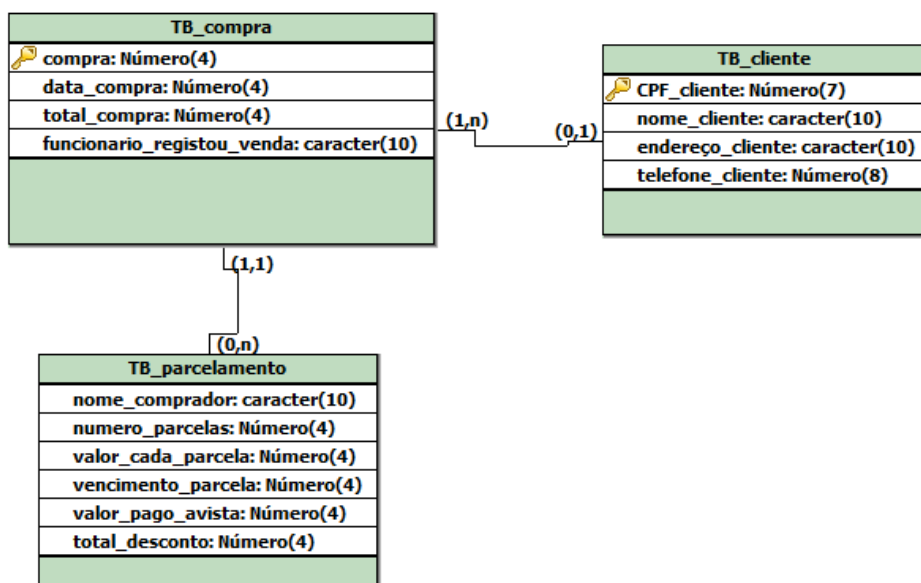 TB_compra
compra: Número(4)
data_compra: Número(4)
total_compra: Número(4)
funcionario_registou_venda: caracter(10)
(1,n)
(0,1)
TB_cliente
CPF_cliente: Número(7)
nome_cliente: caracter(10)
endereço_cliente: caracter(10)
telefone_cliente: Número(8)
(1,1)
(0,n)
TB_parcelamento
nome_comprador: caracter(10)
numero_parcelas: Número(4)
valor_cada_parcela: Número(4)
vencimento_parcela: Número(4)
valor_pago_avista: Número(4)
total_desconto: Número(4)